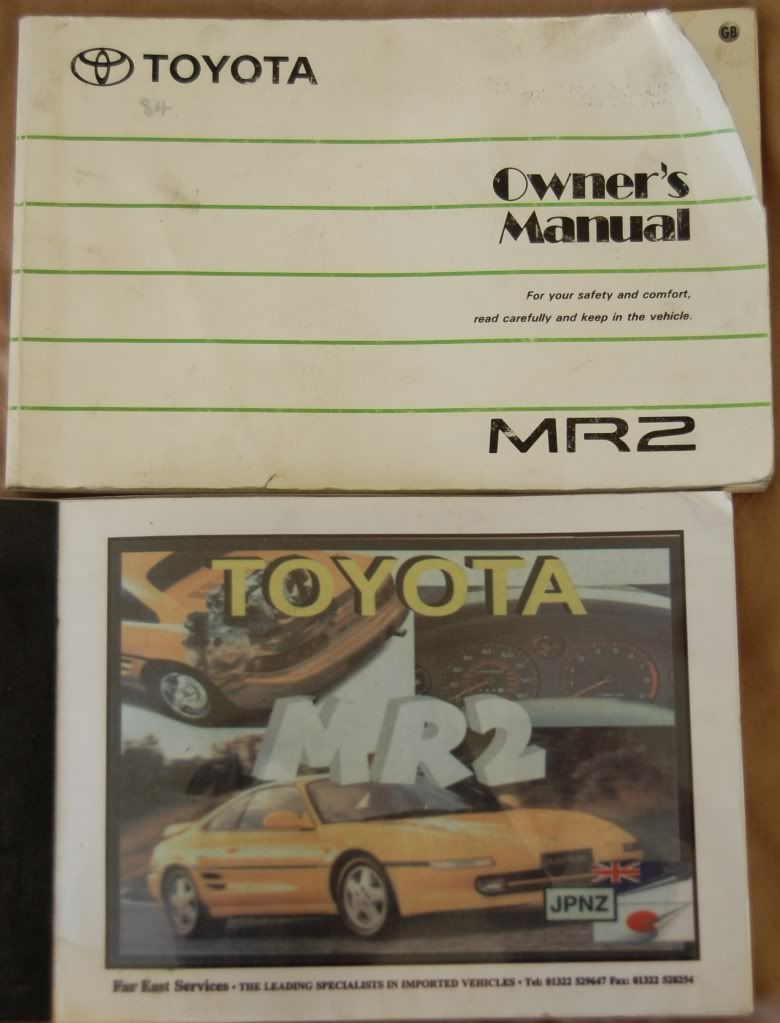 GB
TOYOTA
84
Owner's
Manual
For your safety and comfort,
read carefully and keep in the vehicle.
MR2
TOYOTA
MR2
JPNZ
Far East Services • THE LEADING SPECIALISTS IN IMPORTED VEHICLES • Tel: 01322 529647 Fax: 01322 528254